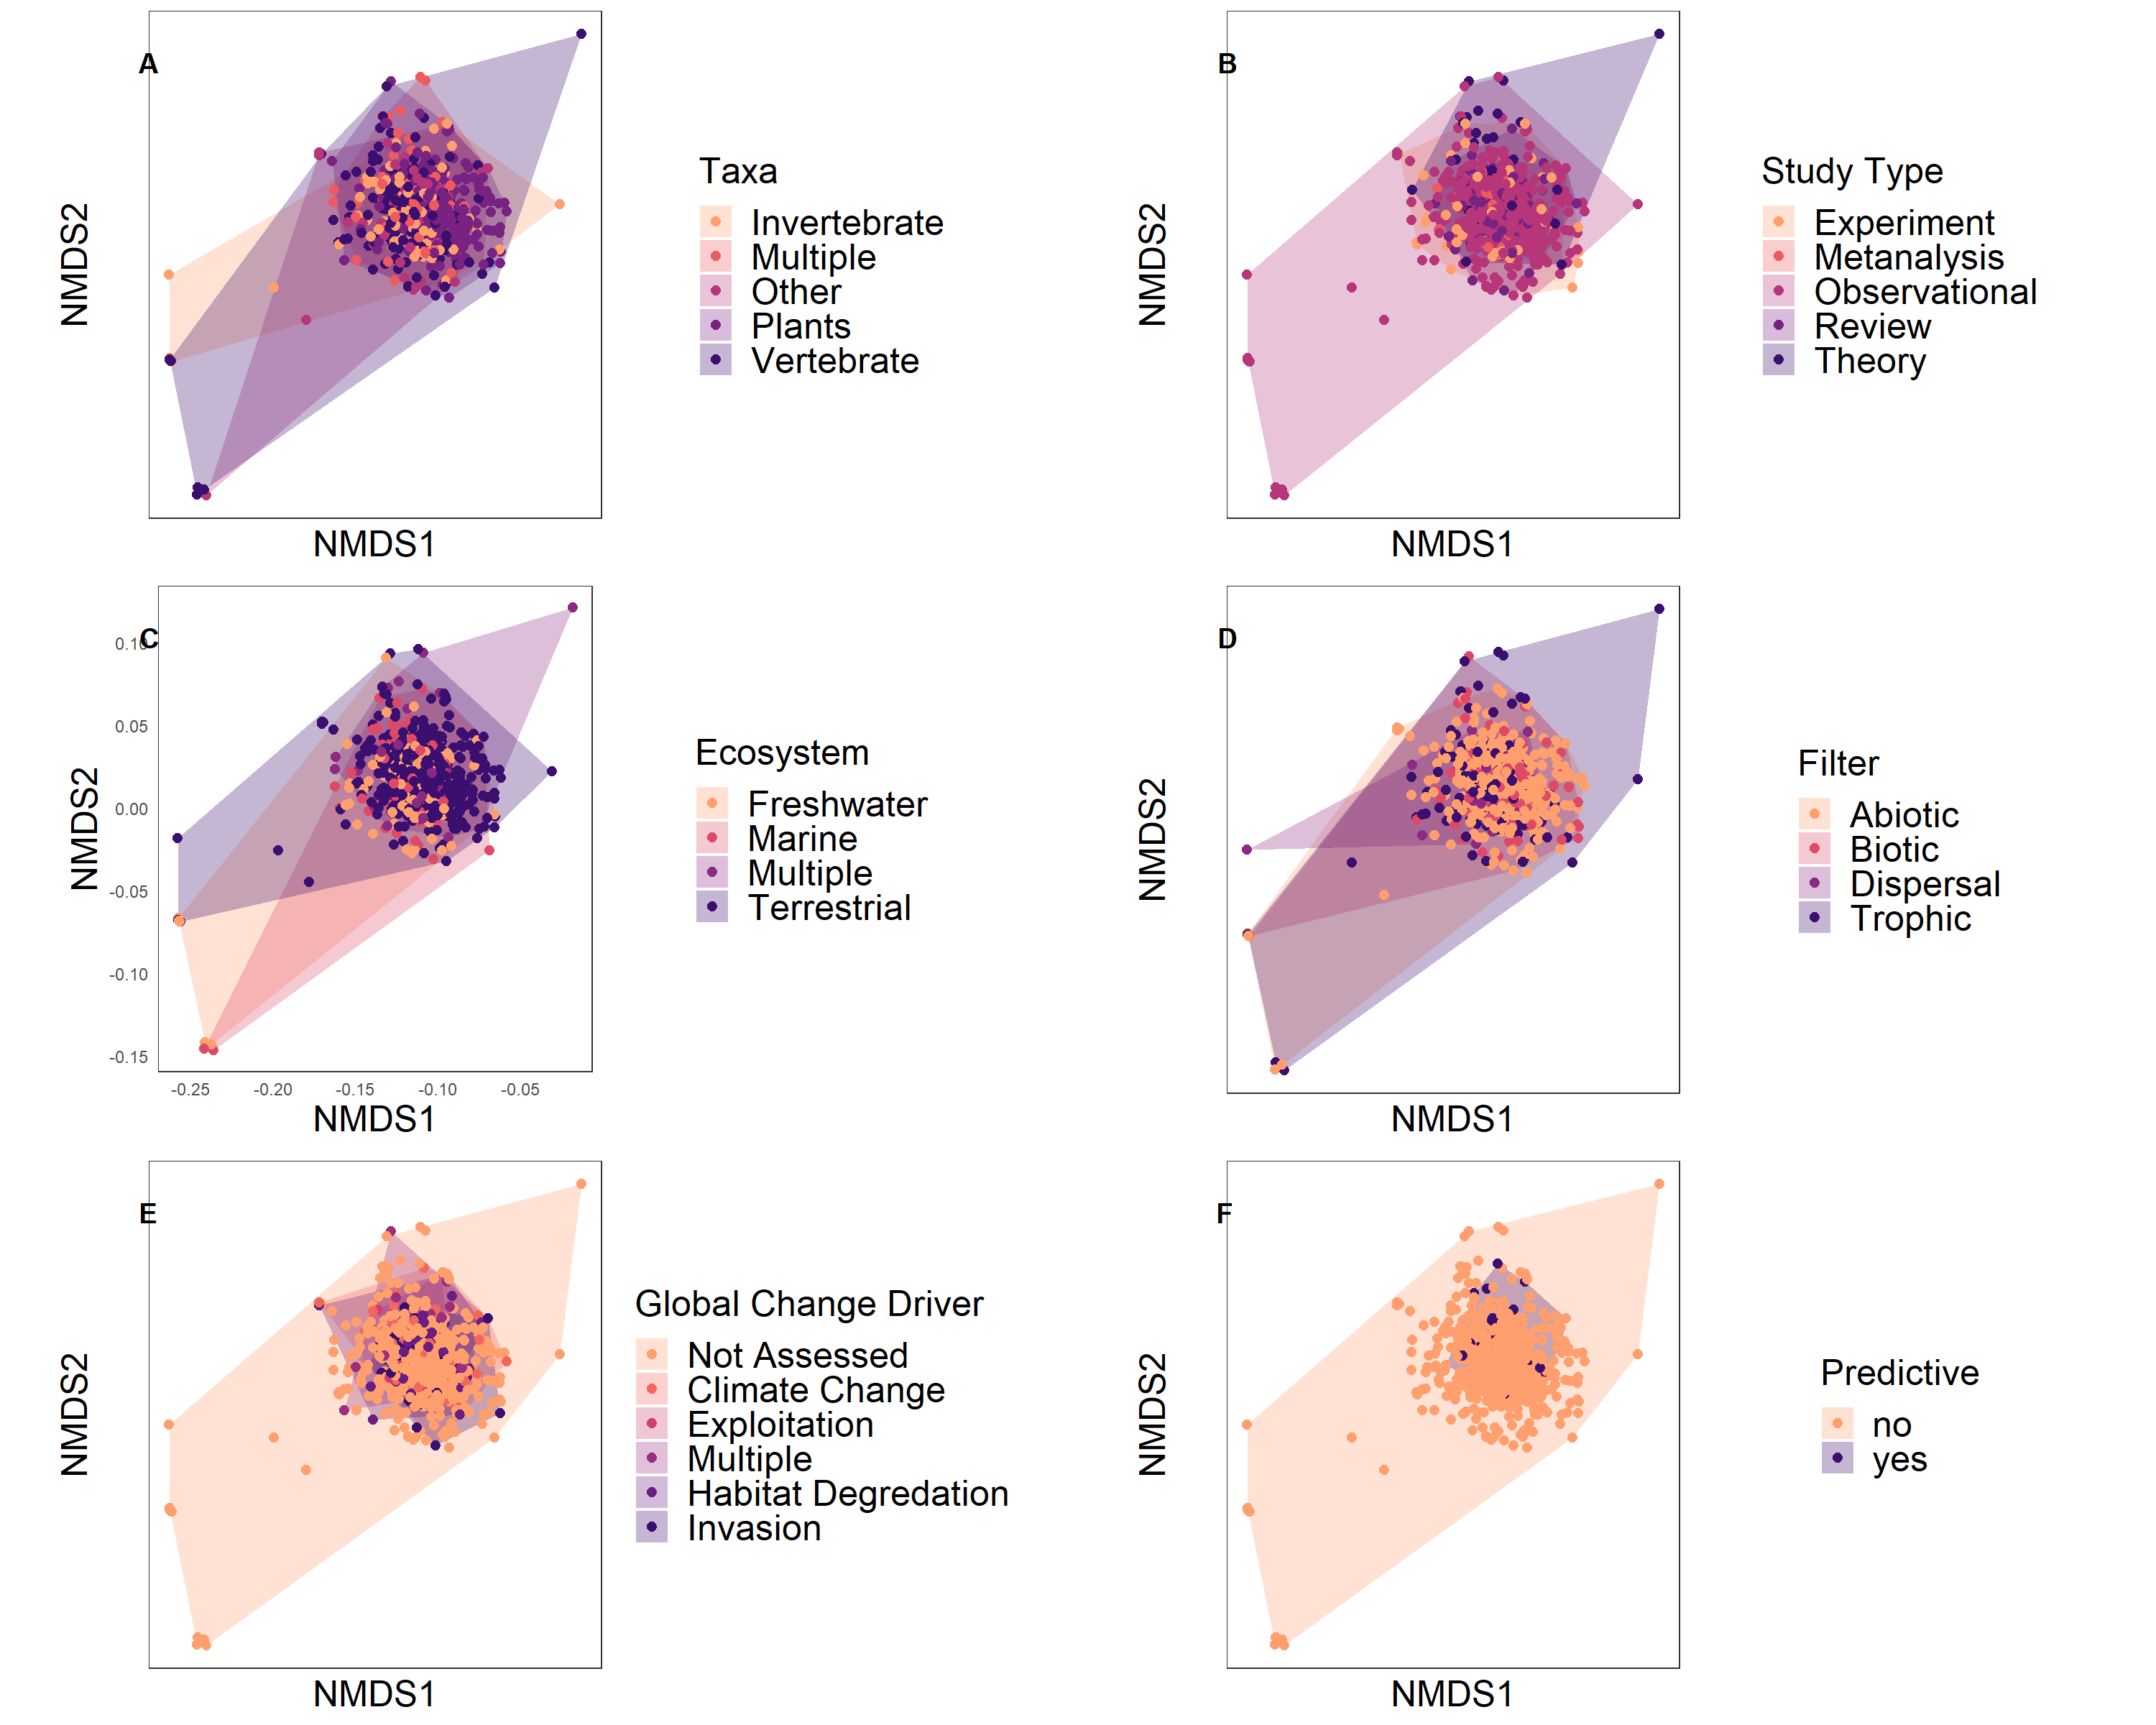 A
NMDS2
NMDS1
Taxa
Invertebrate
Multiple
Other
Plants
Vertebrate
B
NMDS2
NMDS1
Study Type
Experiment
Metanalysis
Observational
Review
Theory
C
0.10
0.05
0.00
-0.05
-0.10
-0.15
NMDS2
-0.25 -0.20 -0.15 -0.10 -0.05
NMDS1
Ecosystem
Freshwater
Marine
Multiple
Terrestrial
D
NMDS2
NMDS1
Filter
Abiotic
Biotic
Dispersal
Trophic
E
NMDS2
NMDS1
Global Change Driver
Not Assessed
Climate Change
Exploitation
Multiple
Habitat Degredation
Invasion
F
NMDS2
NMDS1
Predictive
no
yes